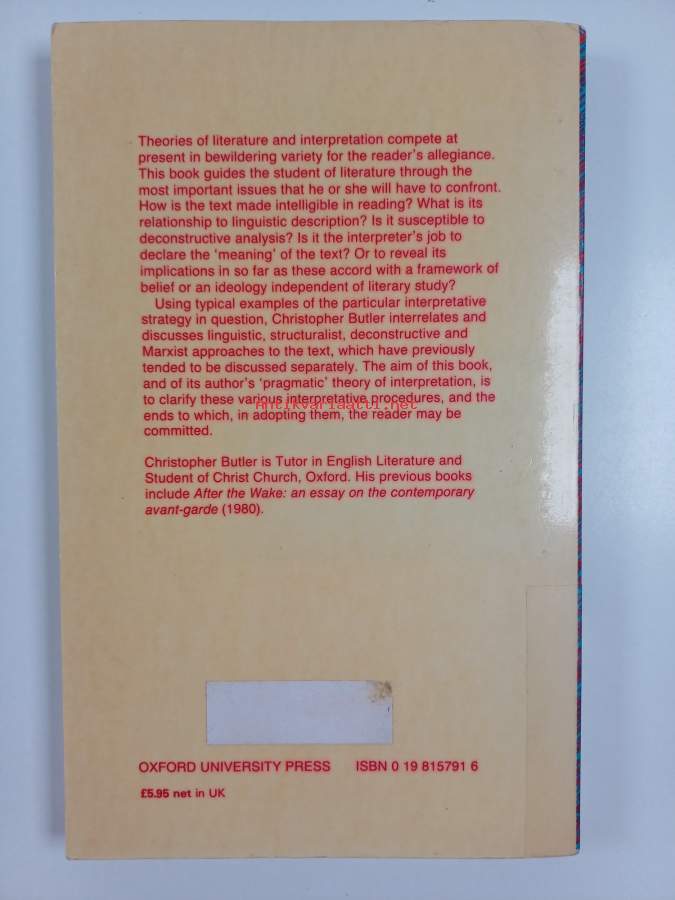 Theories of literature and interpretation compete at
present in bewildering variety for the reader's allegiance.
This book guides the student of literature through the
most important issues that he or she will have to confront.
How is the text made intelligible in reading? What is its
relationship to linguistic description? Is it susceptible to
deconstructive analysis? Is it the interpreter's job to
declare the 'meaning' of the text? Or to reveal its
implications in so far as these accord with a framework of
belief or an ideology independent of literary study?
Using typical examples of the particular interpretative
strategy in question, Christopher Butler interrelates and
discusses linguistic, structuralist, deconstructive and
Marxist approaches to the text, which have previously
tended to be discussed separately. The aim of this book,
and of its author's 'pragmatic' theory of interpretation, is
to clarify these various interpretative procedures, and the
Antikvariaatti.net
ends to which, in adopting them, the reader may be
committed.
Christopher Butler is Tutor in English Literature and
Student of Christ Church, Oxford. His previous books
include After the Wake: an essay on the contemporary
avant-garde (1980).
OXFORD UNIVERSITY PRESS ISBN 0 19 815791 6
£5.95 net in UK